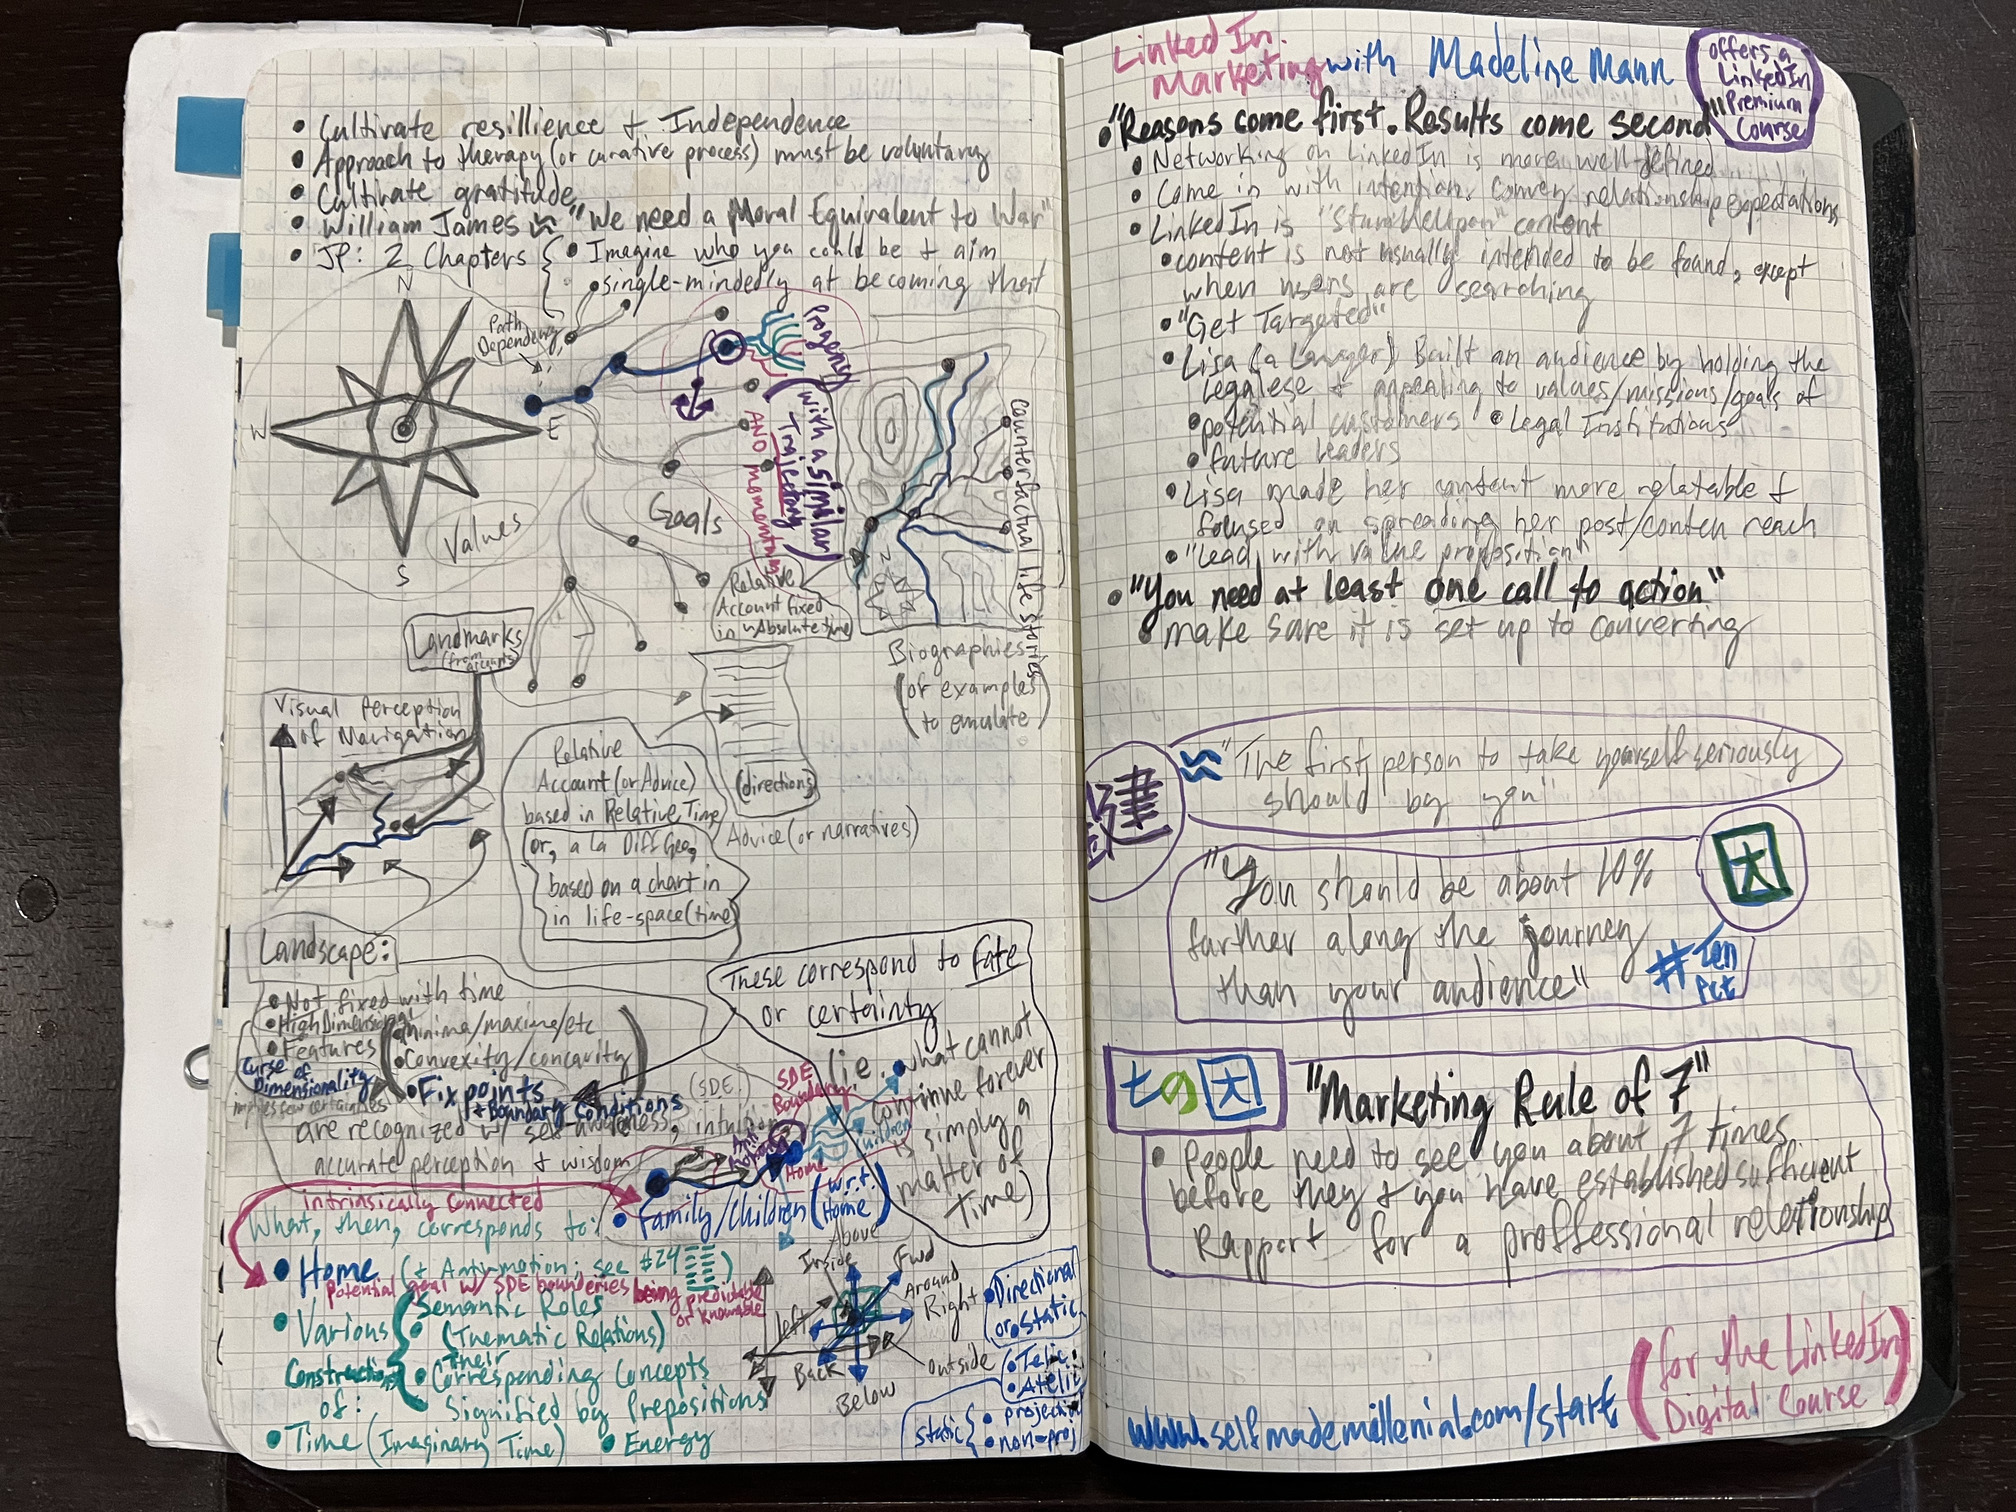 • Cultivate resillience & Independence
• Approach to therapy (or curative process) must be voluntary
• Cultivate gratitude
• William James ≈ "We need a Moral Equivalent to War"
• JP: 2 Chapters { • Imagine who you could be & aim
• single-mindedly at becoming that
N
W
E
S
Path
Dependency
Values
Goals
Progeny
(with a similar
Trajectory)
AND momentum
counterfactual life stories
Relative
Account fixed
in Absolute time
Biographies
(or examples
to emulate)
Landmarks
(from accounts)
Visual Perception
of Navigation
Relative
Account (or Advice)
based in Relative Time
or, a la Diff Geo,
based on a chart in
in life-space(time)
(directions)
Advice (or narratives)
Landscape:
• Not fixed with time
• High Dimensional
• Features
(• minima/maxima/etc
• Convexity/concavity)
• Fix points
& Boundary Conditions
Curse of
Dimensionality
implies few certainties
are recognized w/ self awareness, intuition
accurate perception & wisdom
(SDE
These correspond to fate
or certainty
(ie. what cannot
continue forever
is simply a
matter of
Time)
SDE
Boundary
Children
Home
intrinsically connected
What, then, corresponds to:
• Family/Children (w.r.t. Home)
• Home (& Antimotion; see #24 )
Potential goal w/ SDE bounderies being predictable
or knowable
• Various
Constructions
of:
{ Semantic Roles
• (Thematic Relations)
Their
• Corresponding Concepts
Signified by Prepositions
• Time (Imaginary Time)
• Energy
Above
Inside
Fwd
Around
Left
Right
Back
outside
Below
• Directional
or • Static
• Telic
• Atelic
static { • projection
• non-proj
LinkedIn
Marketing with Madeline Mann
offers a
LinkedIn
Premium
Course
• "Reasons come first. Results come second"
• Networking on LinkedIn is more well-defined
• Come in with intention. Convey relationship expectations
• LinkedIn is "StumbleUpon" content
• content is not usually intended to be found, except
when users are searching
• "Get Targeted"
• Lisa (a Lawyer) Built an audience by holding the
legalese & appealing to values/missions/goals of
• potential customers • Legal Institutions
• future leaders
• Lisa made her content more relatable &
focused on spreading her post/conten reach
• "Lead with value proposition"
• "You need at least one call to action"
• make sure it is set up to converting
≈ "The first person to take yourself seriously
should by you"
"You should be about 10%
further along the journey
than your audience"
大
# Ten
Pct
七の大
"Marketing Rule of 7"
• People need to see you about 7 times
before they & you have established sufficient
Rapport for a proffessional relationship
www.selfmademillenial.com/start
(for the LinkedIn
Digital Course)